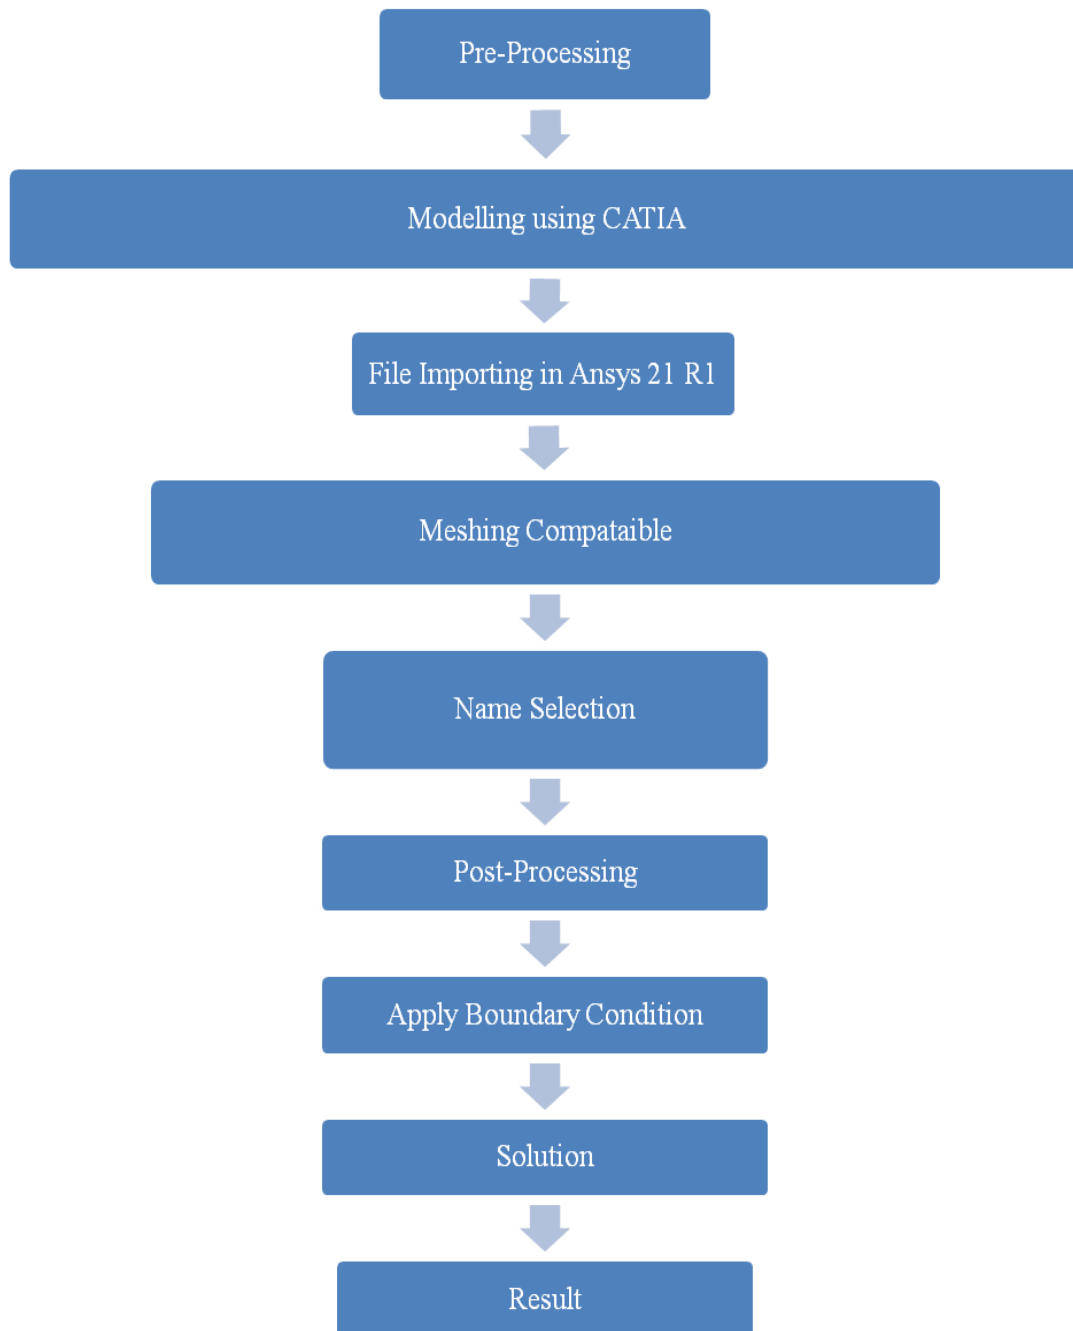 Pre-Processing
Modelling using CATIA
File Importing in Ansys 21 R1
Meshing Compataible
Name Selection
Post-Processing
Apply Boundary Condition
Solution
Result